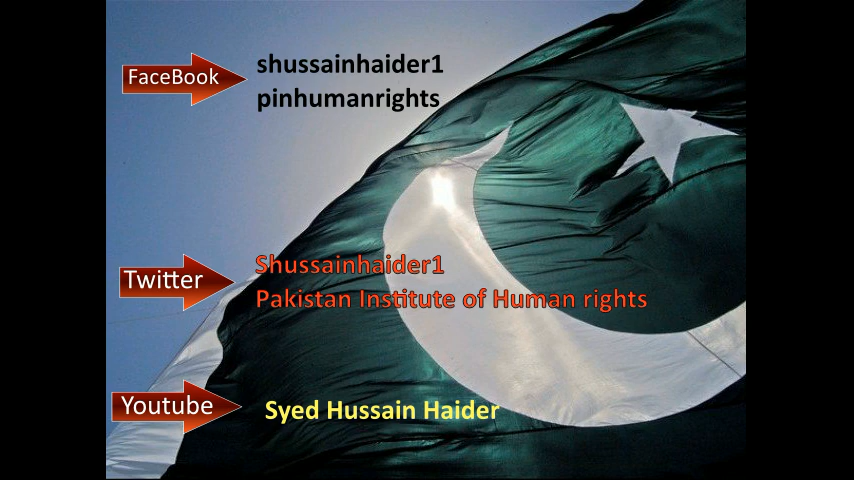 FaceBook
shussainhaider1
pinhumanrights
Twitter
Shussainhaider1
Pakistan Institute of Human rights
Youtube
Syed Hussain Haider